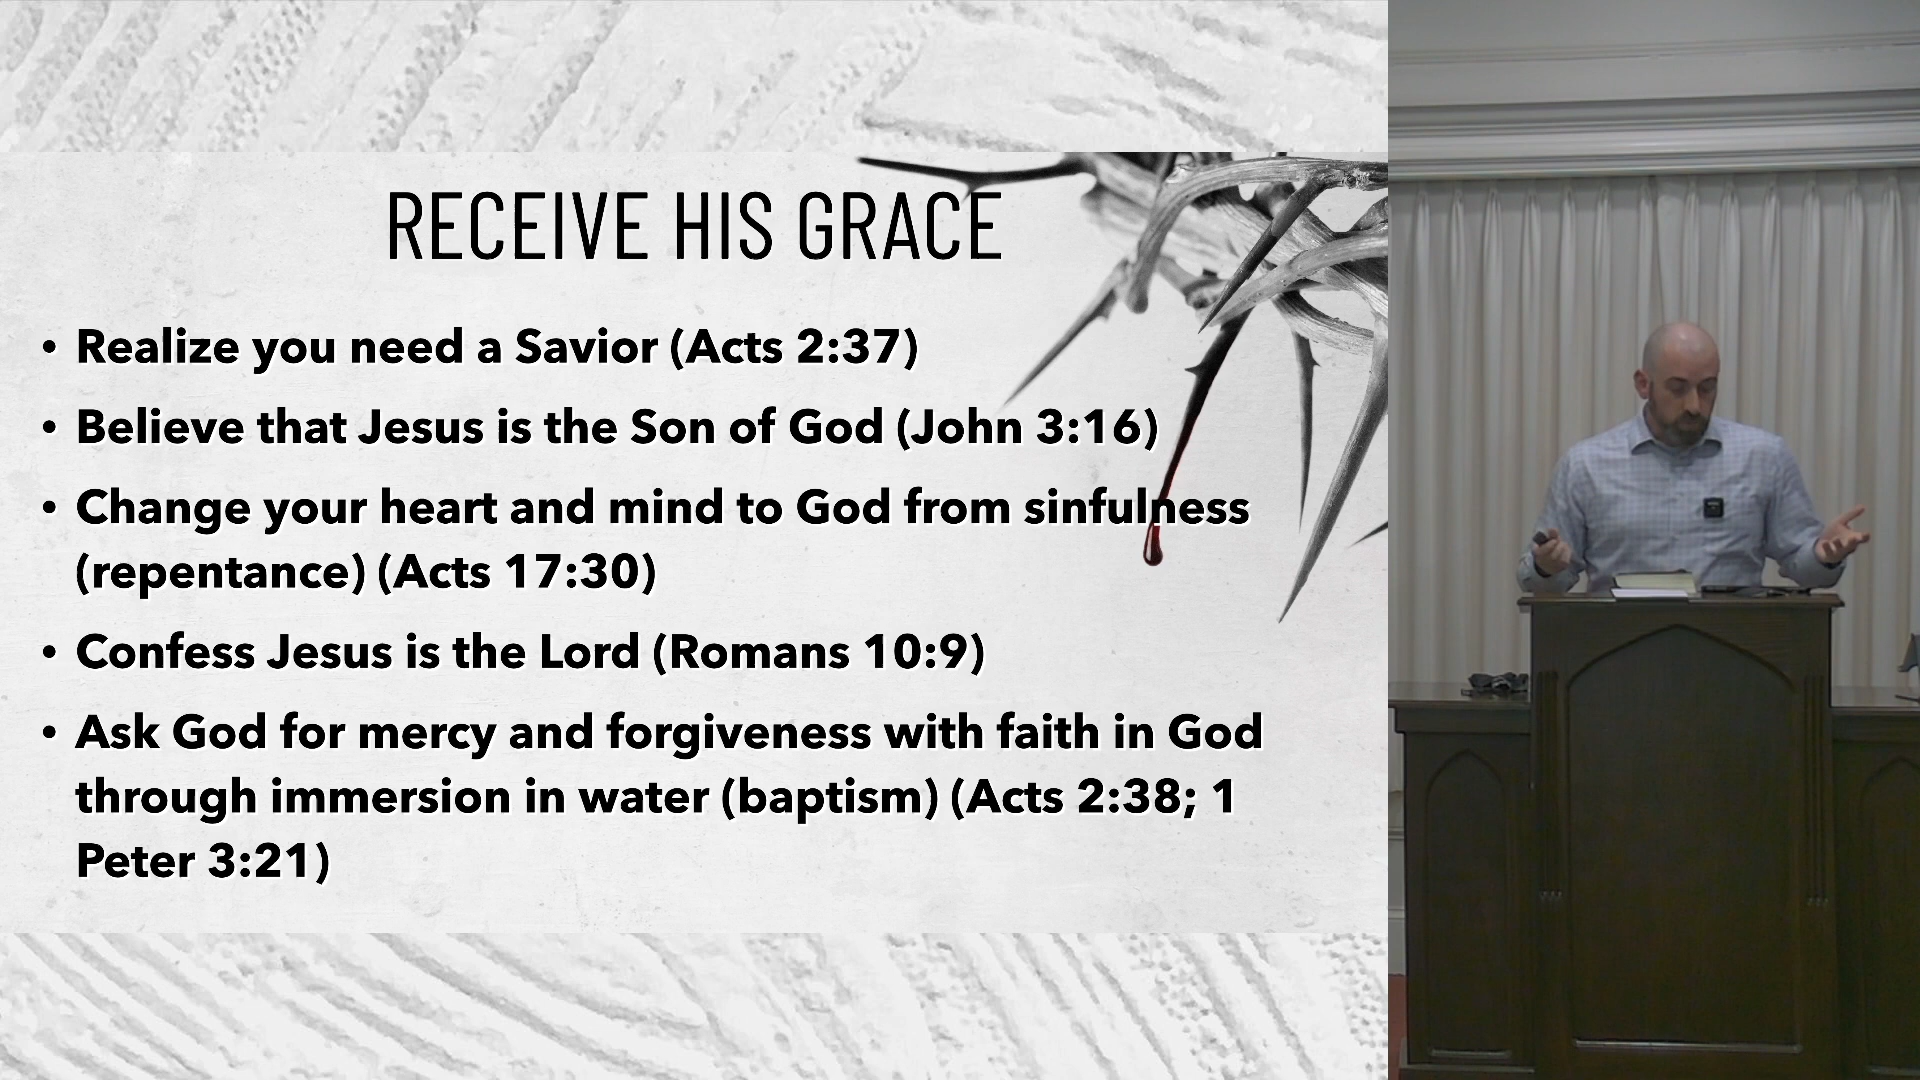 RECEIVE HIS GRACE
• Realize you need a Savior (Acts 2:37)
• Believe that Jesus is the Son of God (John 3:16)
• Change your heart and mind to God from sinfulness
(repentance) (Acts 17:30)
• Confess Jesus is the Lord (Romans 10:9)
• Ask God for mercy and forgiveness with faith in God
through immersion in water (baptism) (Acts 2:38; 1
Peter 3:21)